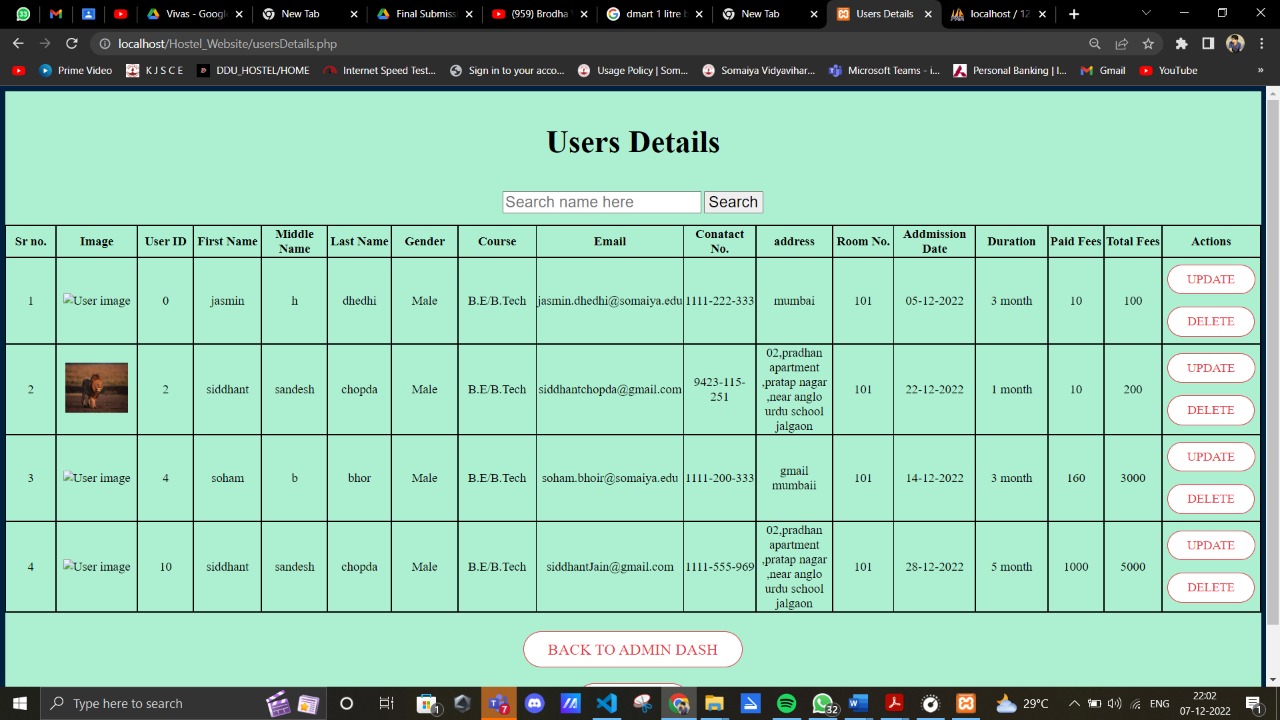 33
Vivas - Google
New Tab
Final Submiss
(959) Brodha V
dmart 1 litre b
New Tab
Users Details
localhost / 12
localhost/Hostel_Website/usersDetails.php
Prime Video
K J S C E
DDU_HOSTEL/HOME
Internet Speed Test...
Sign in to your acco...
Usage Policy | Som...
Somaiya Vidyavihar...
Microsoft Teams - i...
Personal Banking | I...
Gmail
YouTube
»
Users Details
Search name here Search
Sr no. Image User ID First Name Middle Name Last Name Gender Course Email Conatact No. address Room No. Addmission Date Duration Paid Fees Total Fees Actions
1 User image 0 jasmin h dhedhi Male B.E/B.Tech jasmin.dhedhi@somaiya.edu 1111-222-333 mumbai 101 05-12-2022 3 month 10 100 UPDATE
DELETE
2 2 siddhant sandesh chopda Male B.E/B.Tech siddhantchopda@gmail.com 9423-115-251 02,pradhan apartment ,pratap nagar ,near anglo urdu school jalgaon 101 22-12-2022 1 month 10 200 UPDATE
DELETE
3 User image 4 soham b bhor Male B.E/B.Tech soham.bhoir@somaiya.edu 1111-200-333 gmail mumbaii 101 14-12-2022 3 month 160 3000 UPDATE
DELETE
4 User image 10 siddhant sandesh chopda Male B.E/B.Tech siddhantJain@gmail.com 1111-555-969 02,pradhan apartment ,pratap nagar ,near anglo urdu school jalgaon 101 28-12-2022 5 month 1000 5000 UPDATE
DELETE
BACK TO ADMIN DASH
Type here to search
1
7
32
29°C
ENG
22:02
07-12-2022
1